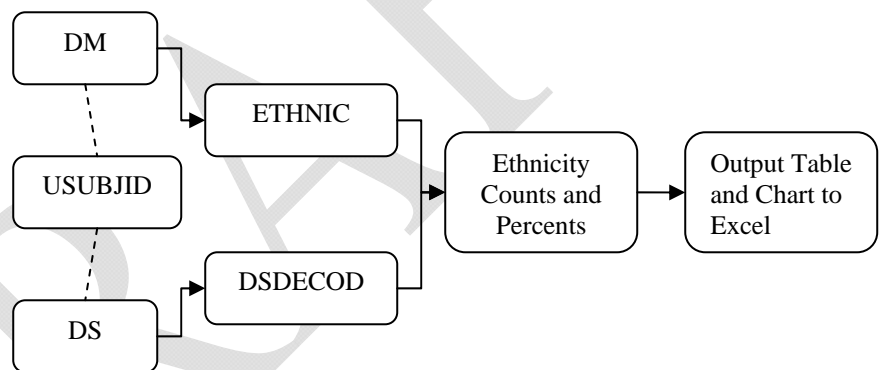 DM
ETHNIC
USUBJID
Ethnicity
Counts and
Percents
Output Table
and Chart to
Excel
DSDECOD
DS